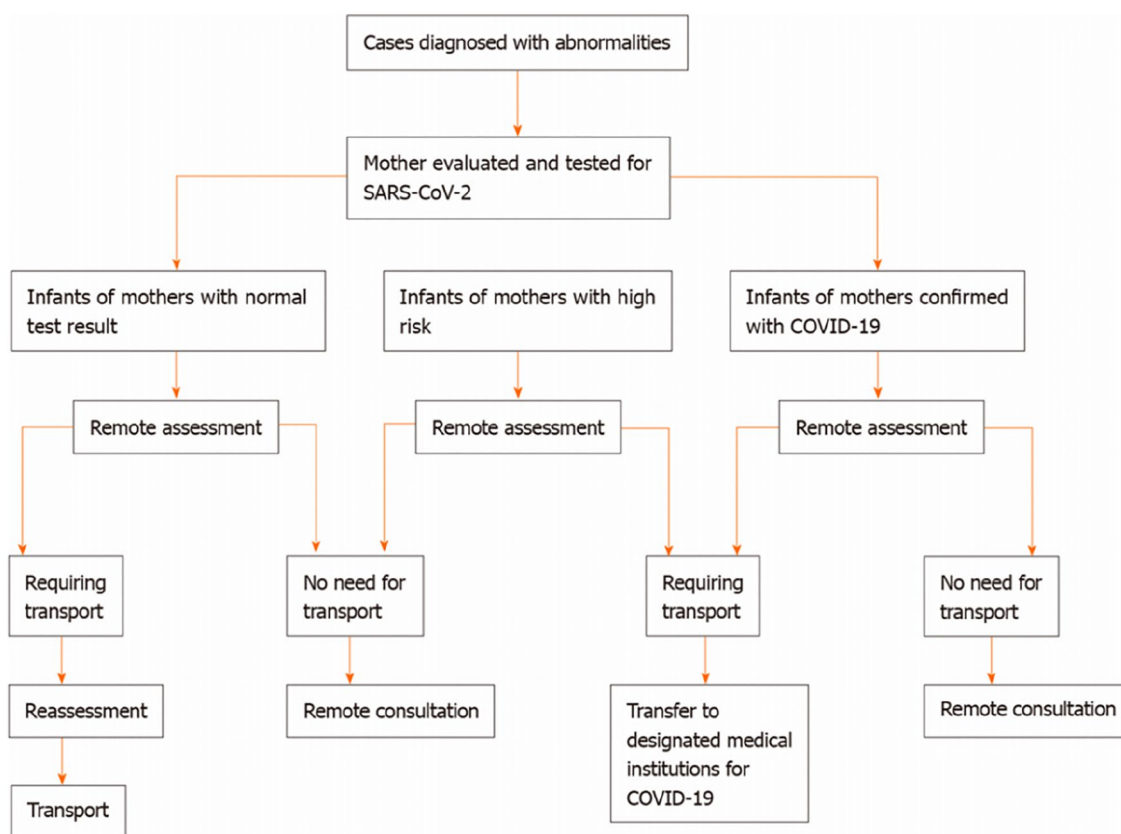 Cases diagnosed with abnormalities
Mother evaluated and tested for
SARS-CoV-2
Infants of mothers with normal
test result
Infants of mothers with high
risk
Infants of mothers confirmed
with COVID-19
Remote assessment
Remote assessment
Remote assessment
Requiring
transport
No need for
transport
Requiring
transport
No need for
transport
Reassessment
Remote consultation
Transfer to
designated medical
institutions for
COVID-19
Remote consultation
Transport